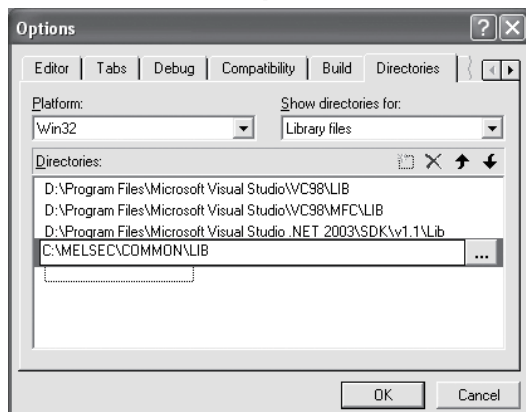 Options
Editor Tabs Debug Compatibility Build Directories
Platform: Show directories for:
Win32 Library files
Directories:
D:\Program Files\Microsoft Visual Studio\VC98\LIB
D:\Program Files\Microsoft Visual Studio\VC98\MFC\LIB
D:\Program Files\Microsoft Visual Studio .NET 2003\SDK\v1.1\Lib
C:\MELSEC\COMMON\LIB ...
OK Cancel